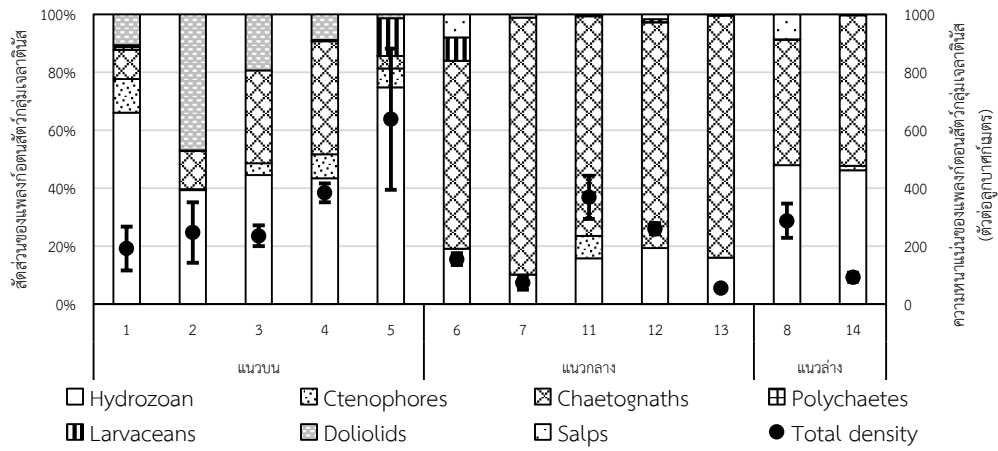 สัดส่วนของแพลงก์ตอนสัตว์กลุ่มเจลาตินัส
100%
80%
60%
40%
20%
0%
1000
800
600
400
200
0
ความหนาแน่นของแพลงก์ตอนสัตว์กลุ่มเจลาตินัส
(ตัวต่อลูกบาศก์เมตร)
1 2 3 4 5 6 7 11 12 13 8 14
แนวบน แนวกลาง แนวล่าง
Hydrozoan Ctenophores Chaetognaths Polychaetes
Larvaceans Doliolids Salps Total density